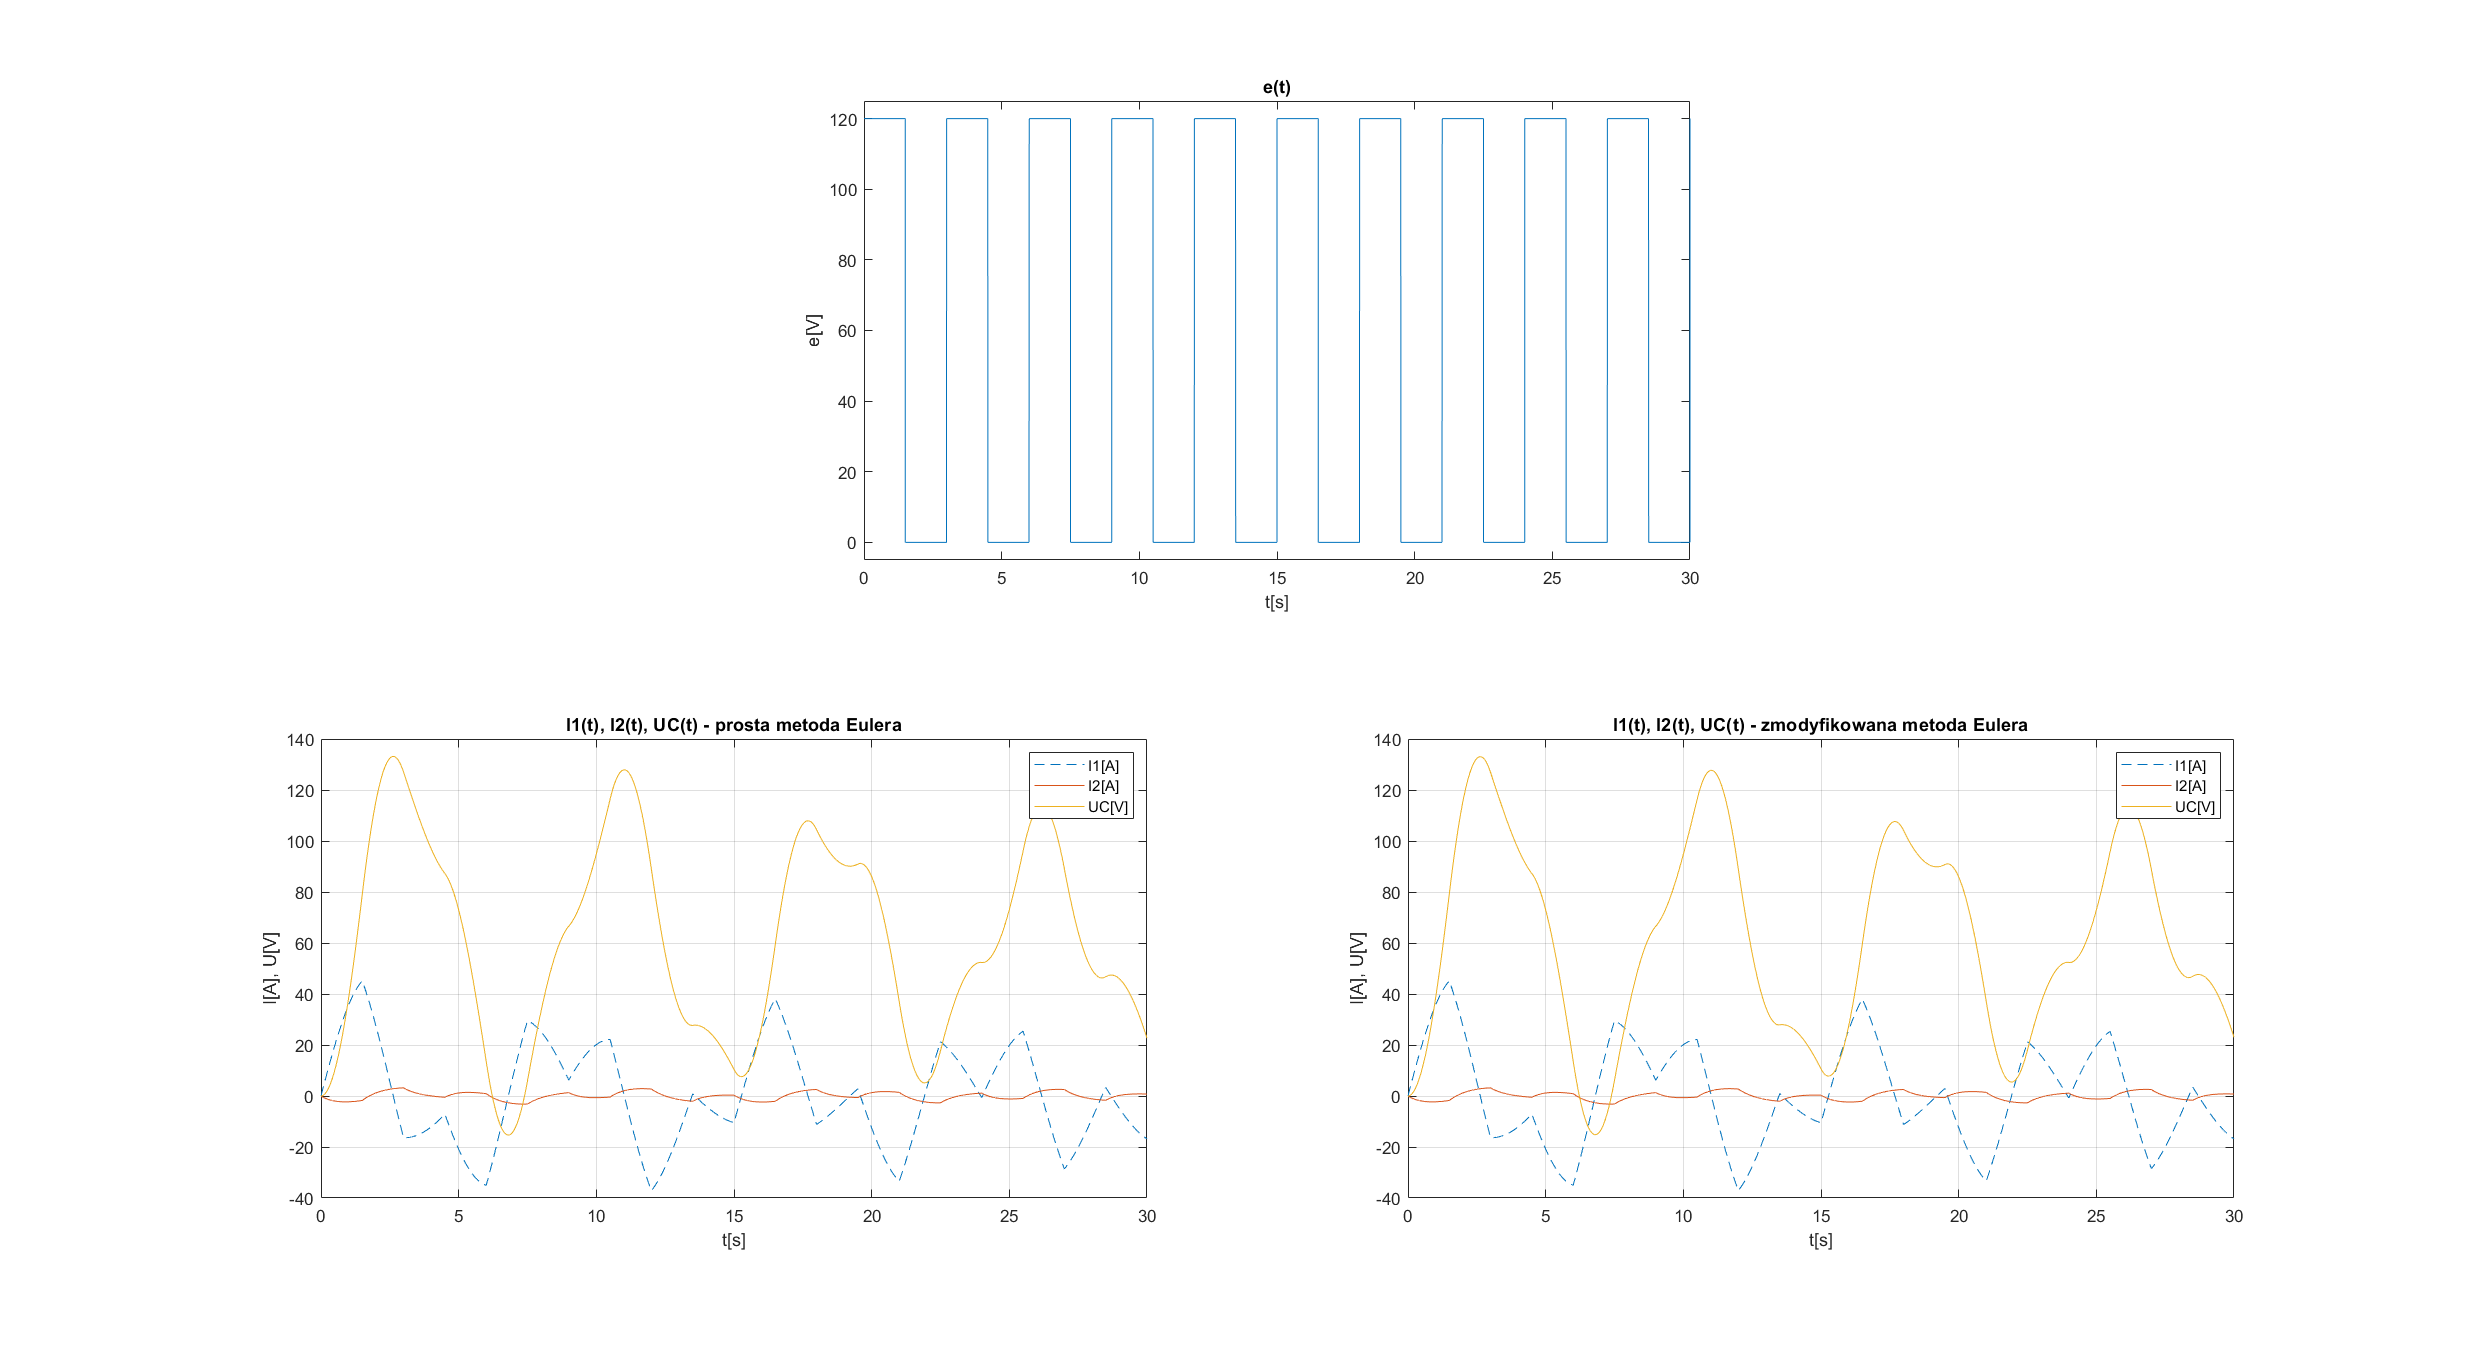 e(t)
120
100
80
60
40
20
0
e[V]
0 5 10 15 20 25 30
t[s]
I1(t), I2(t), UC(t) - prosta metoda Eulera
140
120
100
80
60
40
20
0
-20
-40
I[A], U[V]
I1[A]
I2[A]
UC[V]
0 5 10 15 20 25 30
t[s]
I1(t), I2(t), UC(t) - zmodyfikowana metoda Eulera
140
120
100
80
60
40
20
0
-20
-40
I[A], U[V]
I1[A]
I2[A]
UC[V]
0 5 10 15 20 25 30
t[s]